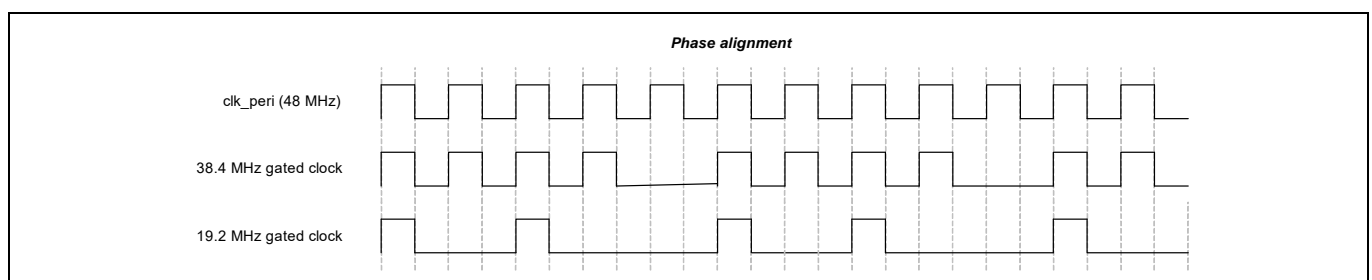 Phase alignment
clk_peri (48 MHz)
38.4 MHz gated clock
19.2 MHz gated clock